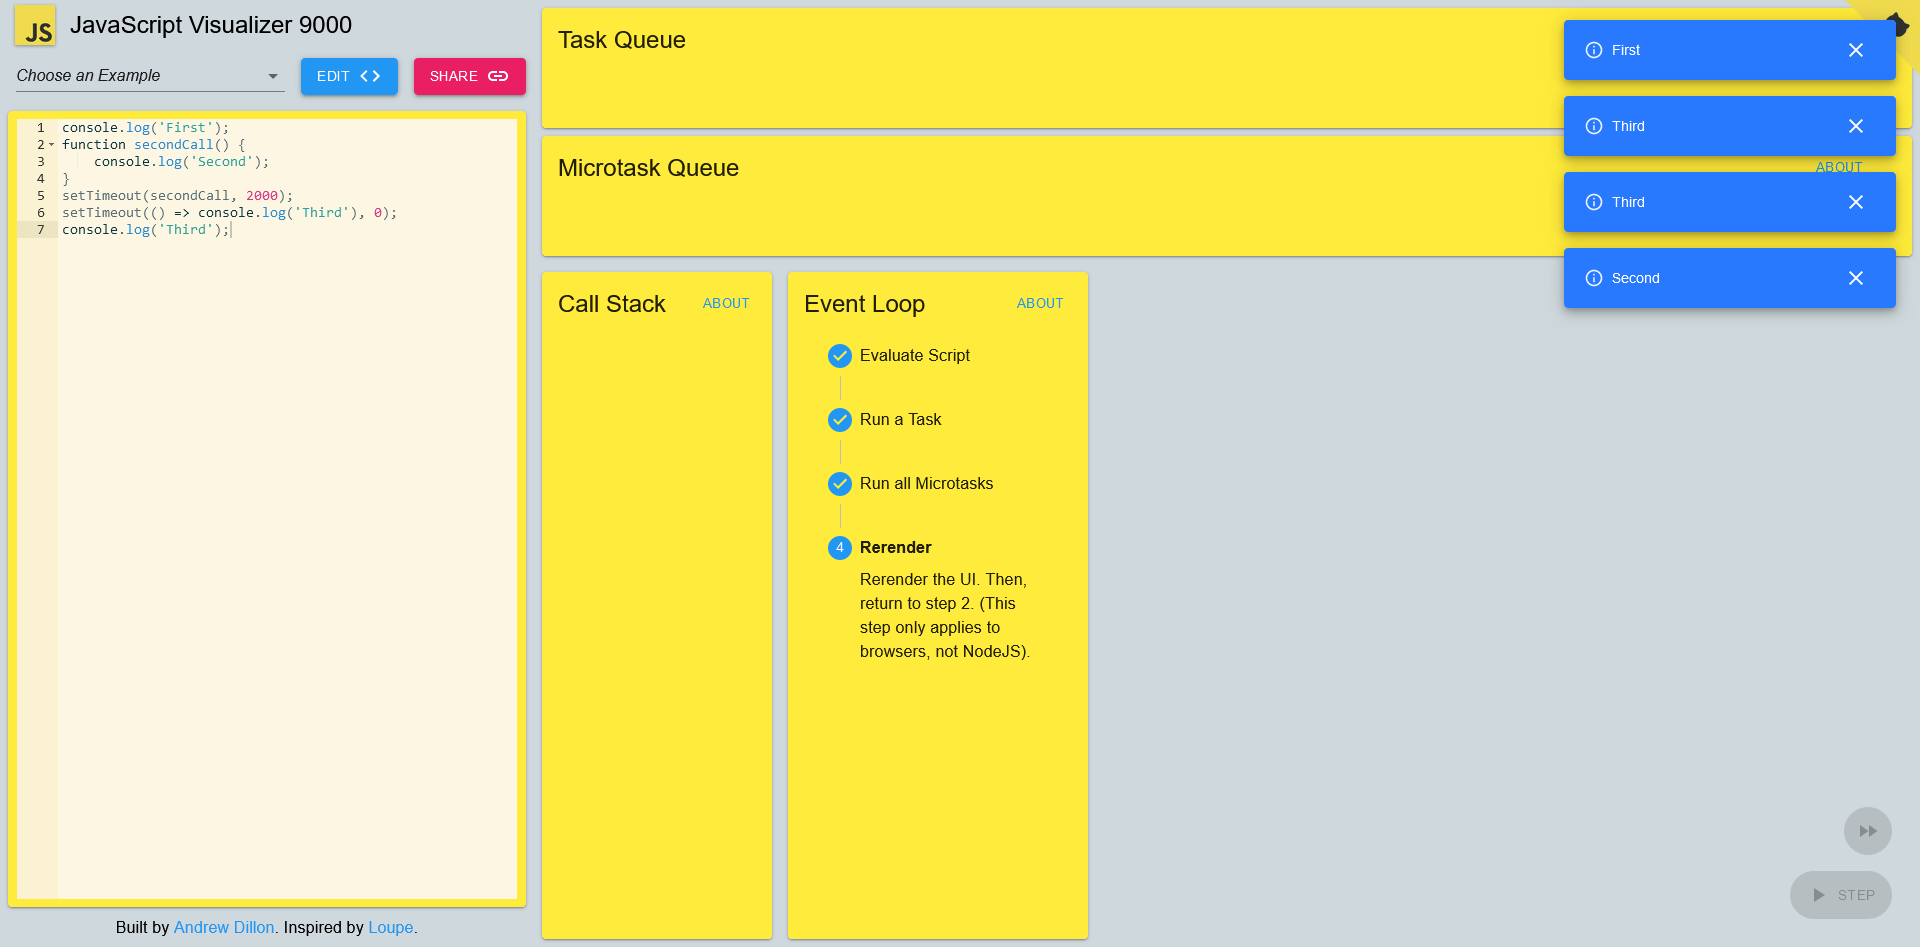 JS JavaScript Visualizer 9000
Choose an Example
EDIT
SHARE
1 console.log('First');
2 function secondCall() {
3 console.log('Second');
4 }
5 setTimeout(secondCall, 2000);
6 setTimeout(() => console.log('Third'), 0);
7 console.log('Third');
Built by Andrew Dillon. Inspired by Loupe.
Task Queue
Microtask Queue
ABOUT
Call Stack
ABOUT
Event Loop
ABOUT
Evaluate Script
Run a Task
Run all Microtasks
4 Rerender
Rerender the UI. Then,
return to step 2. (This
step only applies to
browsers, not NodeJS).
First
Third
Third
Second
STEP